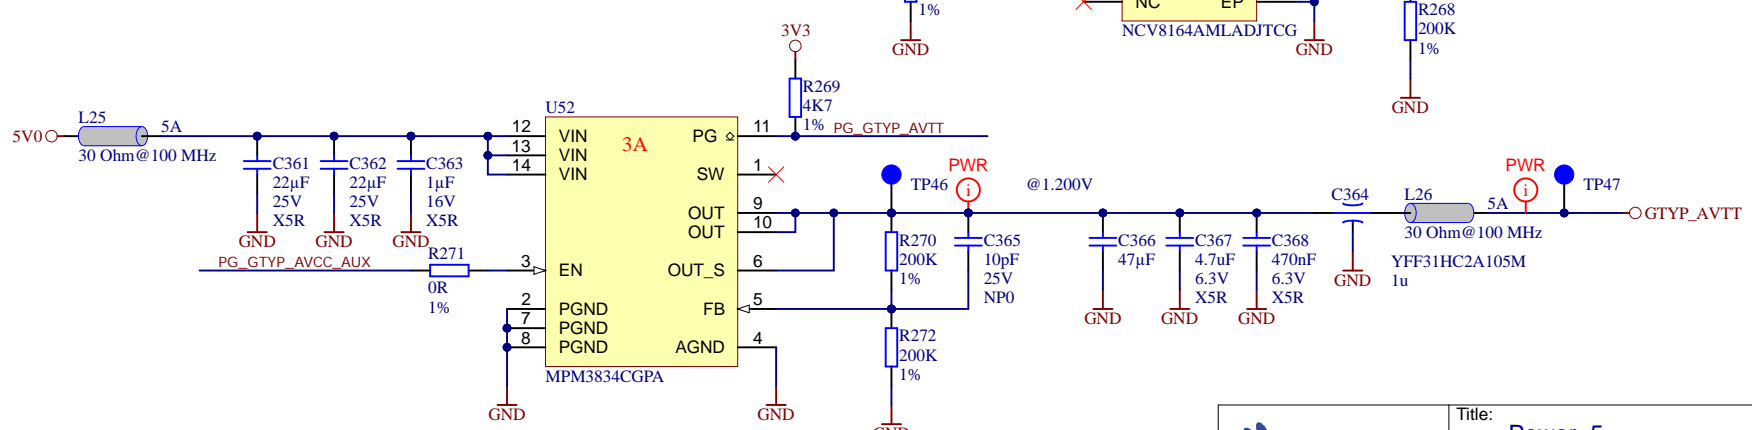 1%
GND
NC
EP
NCV8164AMLADJTCG
GND
R268
200K
1%
GND
3V3
R269
4K7
1%
PG_GTYP_AVTT
5V0
L25
5A
30 Ohm@100 MHz
C361
22µF
25V
X5R
GND
C362
22µF
25V
X5R
GND
C363
1µF
16V
X5R
GND
PG_GTYP_AVCC_AUX
R271
0R
1%
U52
3A
12 VIN
13 VIN
14 VIN
3 EN
2 PGND
7 PGND
8 PGND
PG 11
SW 1
OUT 9
OUT 10
OUT_S 6
FB 5
AGND 4
MPM3834CGPA
GND
GND
TP46
PWR
i
@1.200V
R270
200K
1%
C365
10pF
25V
NP0
R272
200K
1%
GND
C366
47µF
GND
C367
4.7uF
6.3V
X5R
GND
C368
470nF
6.3V
X5R
GND
C364
GND
YFF31HC2A105M
1u
L26
5A
30 Ohm@100 MHz
PWR
i
TP47
GTYP_AVTT
Title: